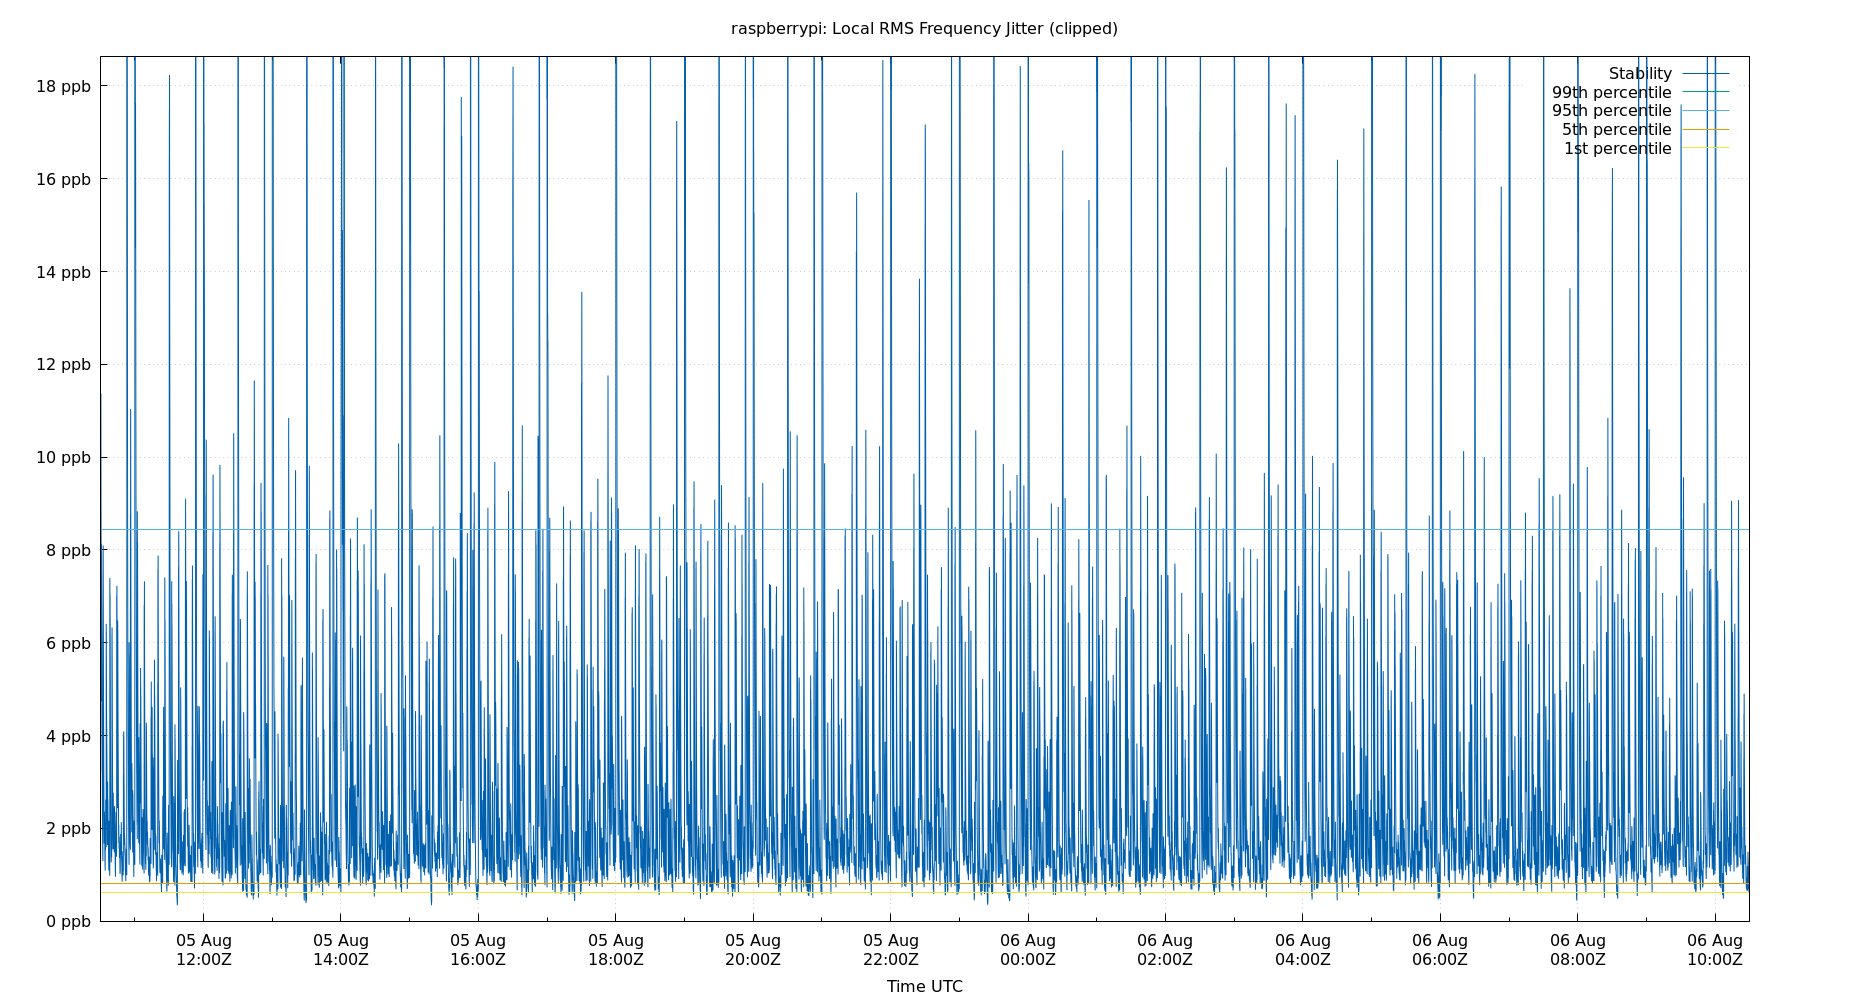 raspberrypi: Local RMS Frequency Jitter (clipped)
Stability
99th percentile
95th percentile
5th percentile
1st percentile
18 ppb
16 ppb
14 ppb
12 ppb
10 ppb
8 ppb
6 ppb
4 ppb
2 ppb
0 ppb
05 Aug 05 Aug 05 Aug 05 Aug 05 Aug 05 Aug 06 Aug 06 Aug 06 Aug 06 Aug 06 Aug 06 Aug
12:00Z 14:00Z 16:00Z 18:00Z 20:00Z 22:00Z 00:00Z 02:00Z 04:00Z 06:00Z 08:00Z 10:00Z
Time UTC